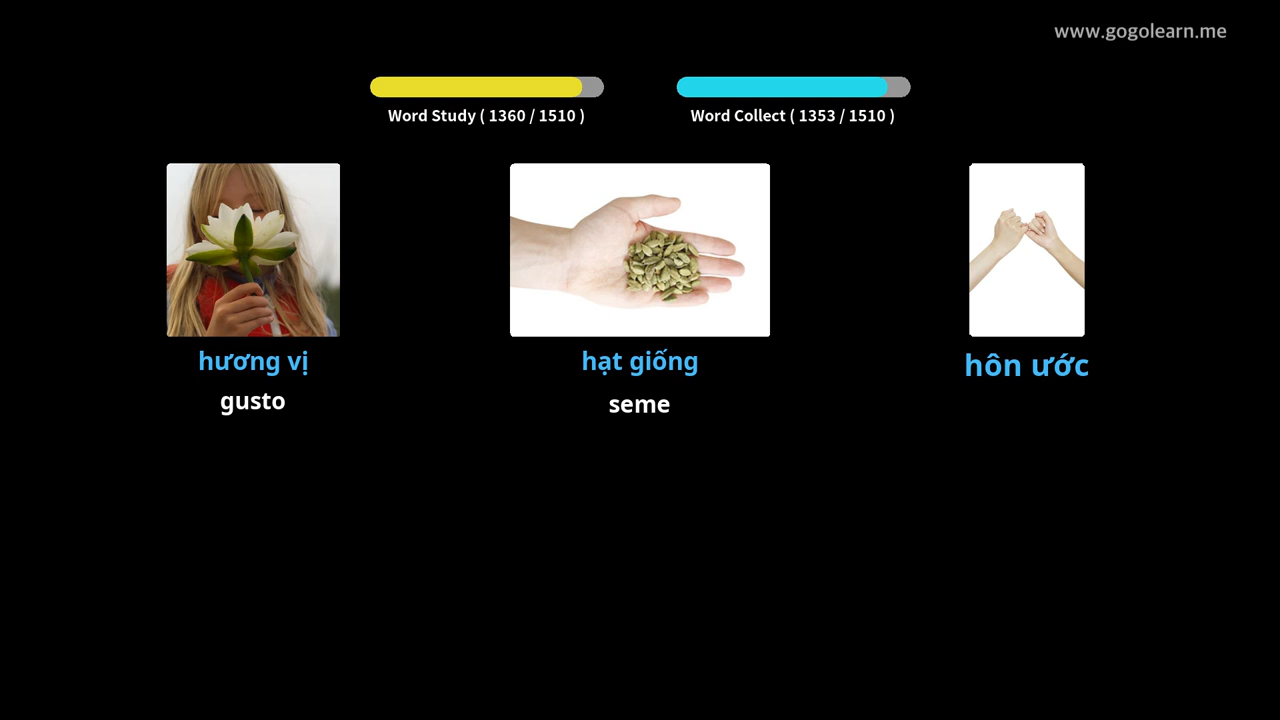 www.gogolearn.me
Word Study ( 1360 / 1510 )
Word Collect ( 1353 / 1510 )
hương vị
gusto
hạt giống
seme
hôn ước